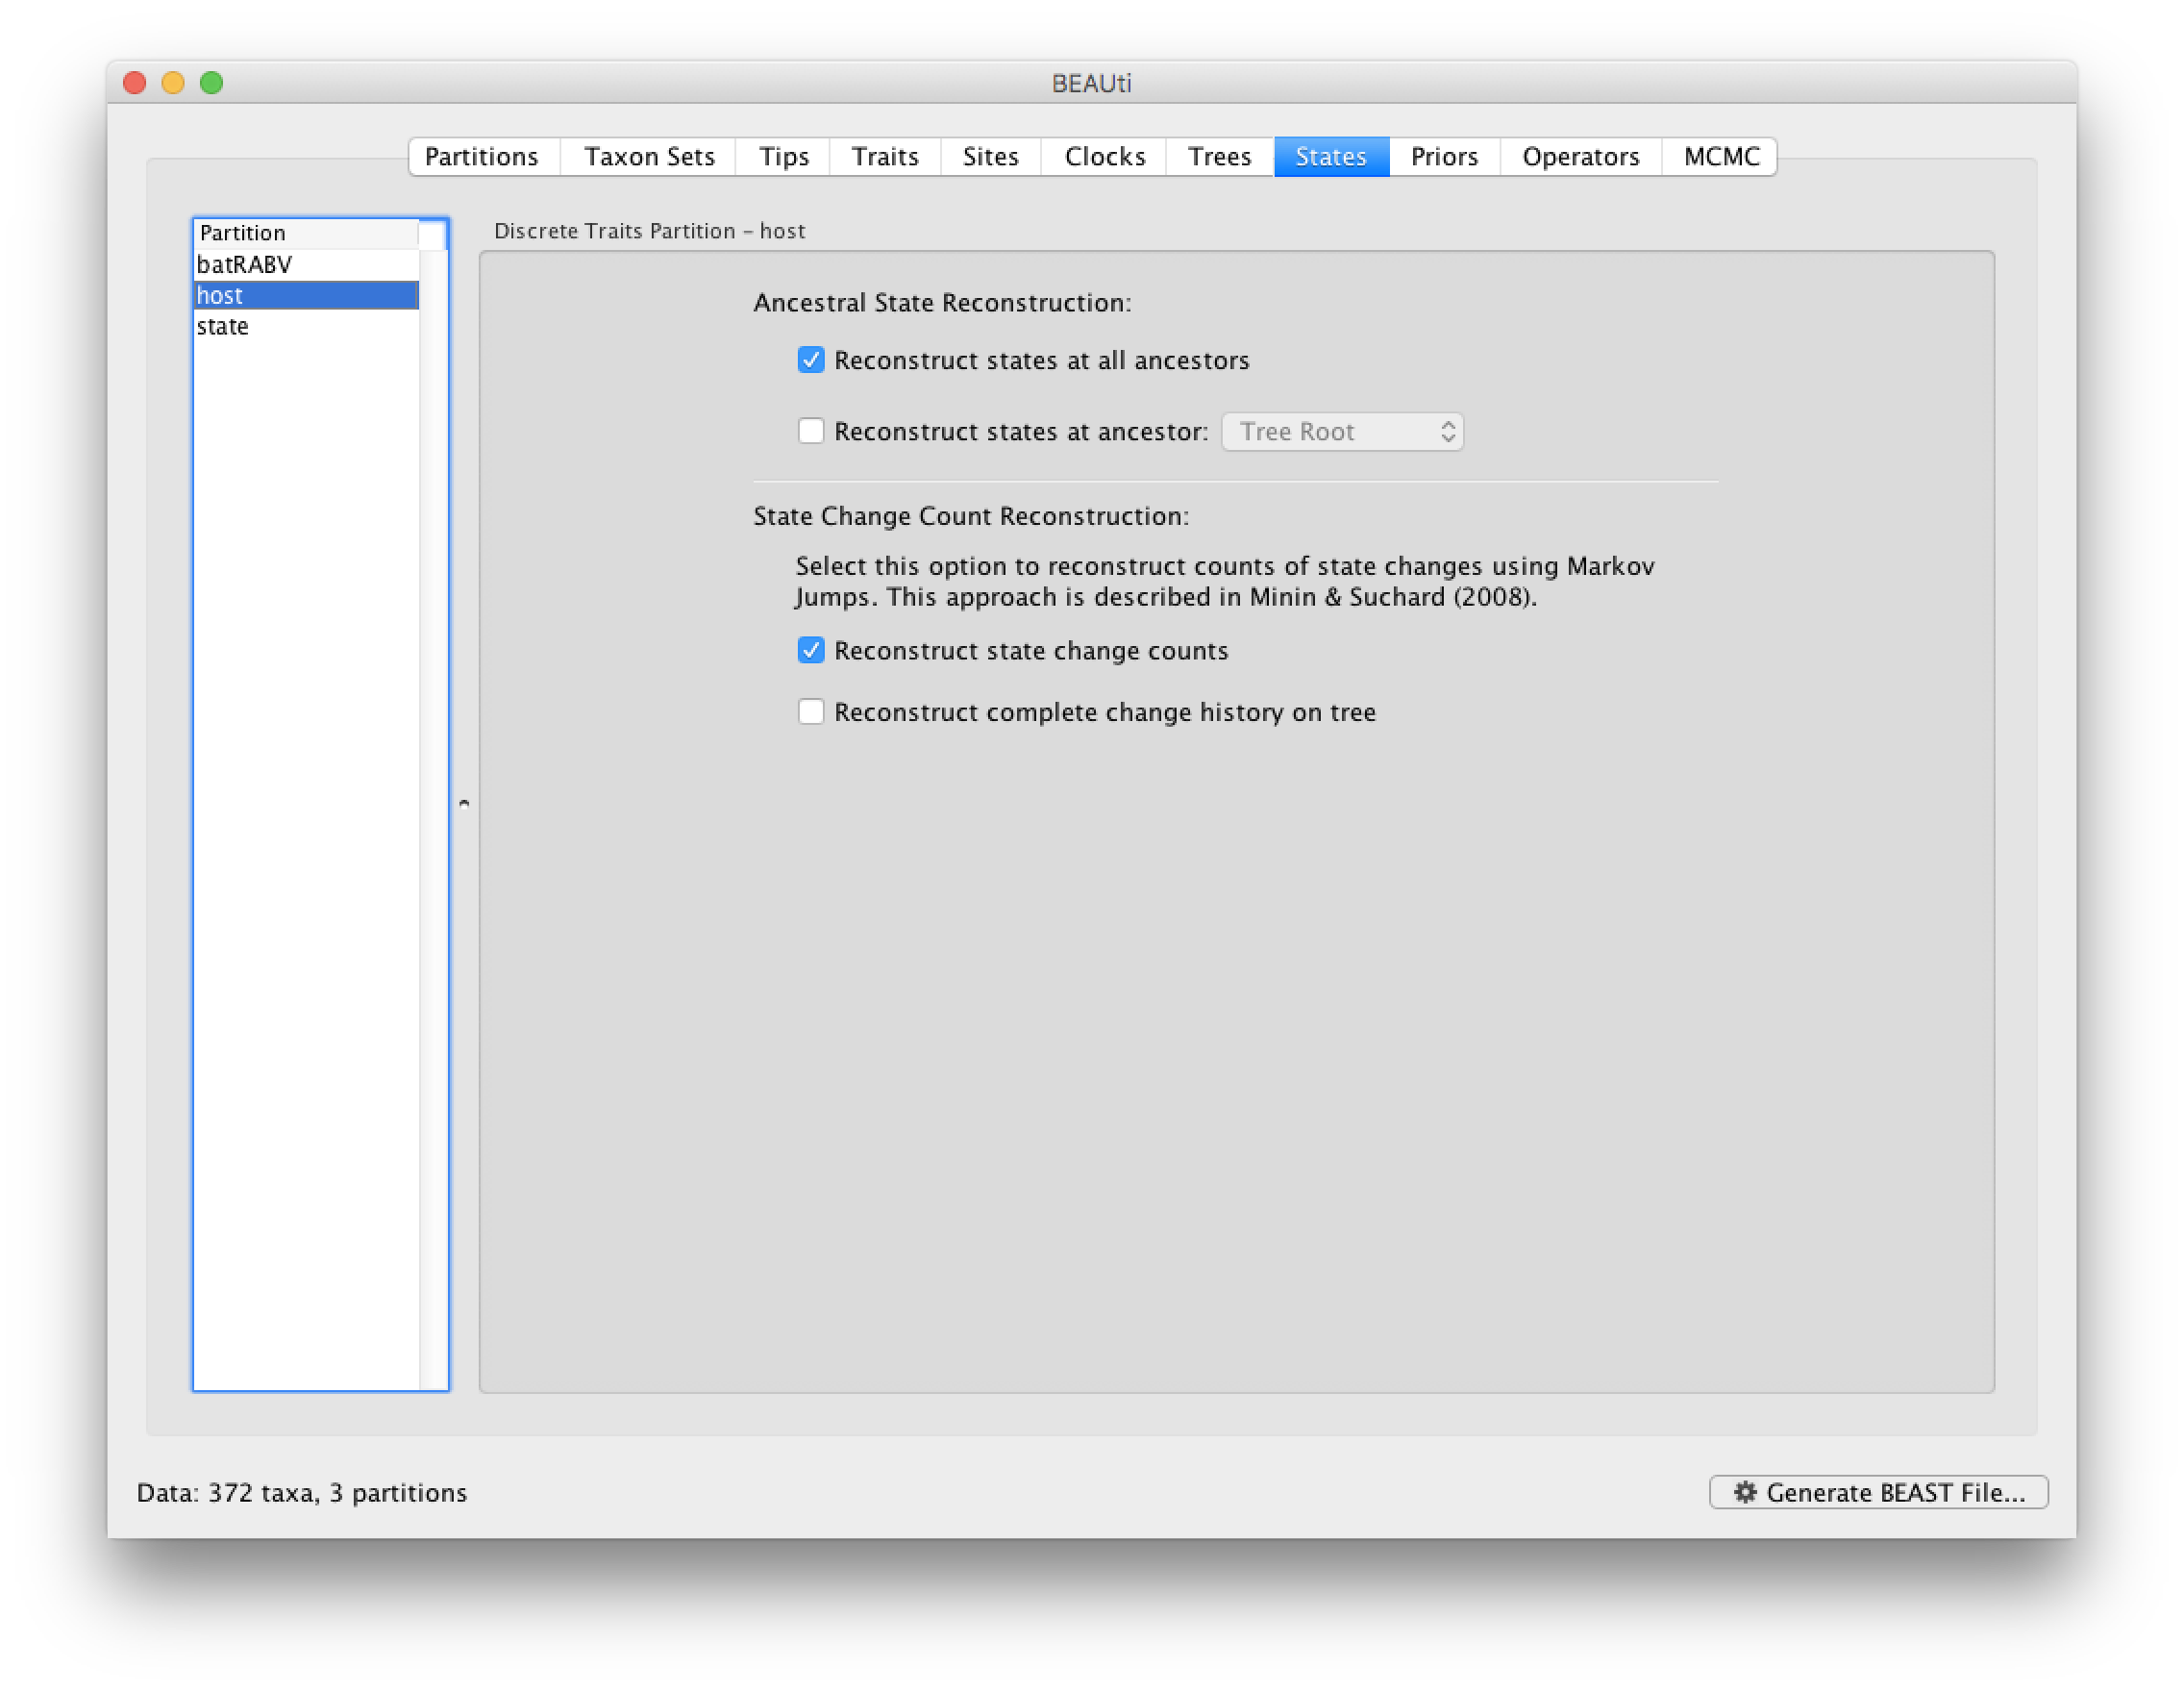 BEAUti
Partitions Taxon Sets Tips Traits Sites Clocks Trees States Priors Operators MCMC
Partition
batRABV
host
state
Discrete Traits Partition – host
Ancestral State Reconstruction:
Reconstruct states at all ancestors
Reconstruct states at ancestor: Tree Root
State Change Count Reconstruction:
Select this option to reconstruct counts of state changes using Markov
Jumps. This approach is described in Minin & Suchard (2008).
Reconstruct state change counts
Reconstruct complete change history on tree
Data: 372 taxa, 3 partitions
Generate BEAST File...